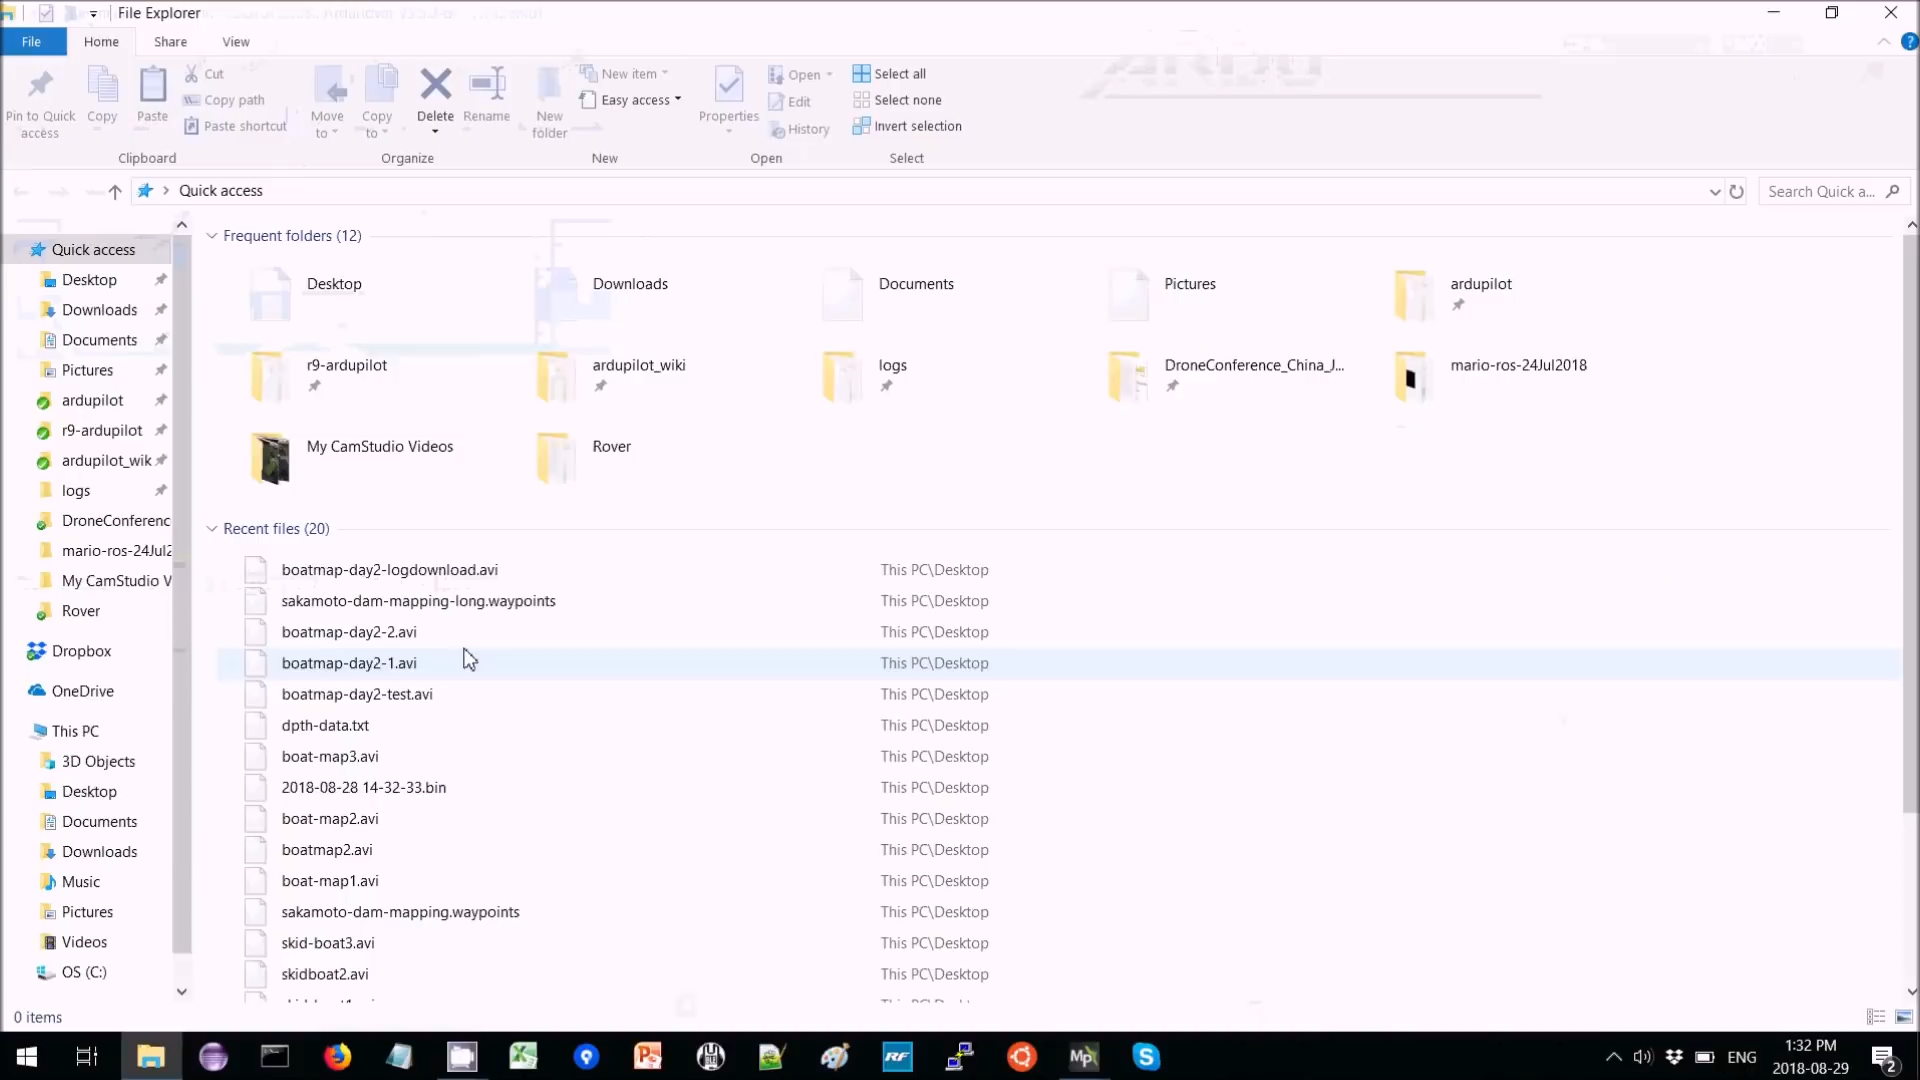 File Explorer
File Home Share View
Pin to Quick access
Copy
Paste
Cut
Copy path
Paste shortcut
Clipboard
Move to
Copy to
Delete
Rename
Organize
New folder
New item
Easy access
New
Properties
Open
Edit
History
Open
Select all
Select none
Invert selection
Select
Quick access
Search Quick a...
Quick access
Desktop
Downloads
Documents
Pictures
ardupilot
r9-ardupilot
ardupilot_wik
logs
DroneConferenc
mario-ros-24Jul2
My CamStudio V
Rover
Dropbox
OneDrive
This PC
3D Objects
Desktop
Documents
Downloads
Music
Pictures
Videos
OS (C:)
Frequent folders (12)
Desktop Downloads Documents Pictures ardupilot
r9-ardupilot ardupilot_wiki logs DroneConference_China_J... mario-ros-24Jul2018
My CamStudio Videos Rover
Recent files (20)
boatmap-day2-logdownload.avi This PC\Desktop
sakamoto-dam-mapping-long.waypoints This PC\Desktop
boatmap-day2-2.avi This PC\Desktop
boatmap-day2-1.avi This PC\Desktop
boatmap-day2-test.avi This PC\Desktop
dpth-data.txt This PC\Desktop
boat-map3.avi This PC\Desktop
2018-08-28 14-32-33.bin This PC\Desktop
boat-map2.avi This PC\Desktop
boatmap2.avi This PC\Desktop
boat-map1.avi This PC\Desktop
sakamoto-dam-mapping.waypoints This PC\Desktop
skid-boat3.avi This PC\Desktop
skidboat2.avi This PC\Desktop
0 items
RF
Mp
ENG
1:32 PM
2018-08-29
2